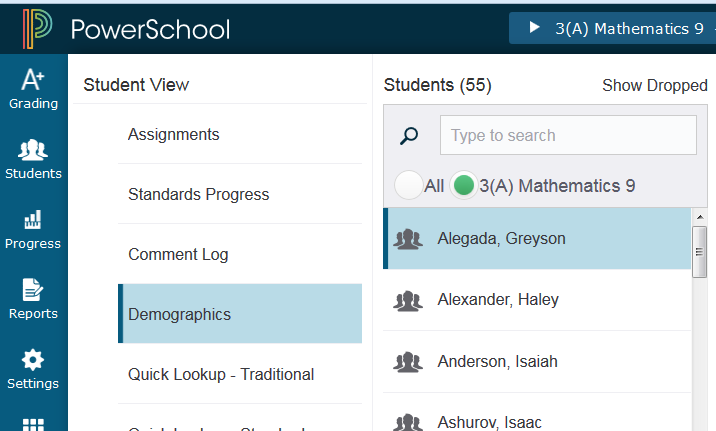 PowerSchool
3(A) Mathematics 9
Grading
Students
Progress
Reports
Settings
Student View
Assignments
Standards Progress
Comment Log
Demographics
Quick Lookup - Traditional
Students (55)
Show Dropped
Type to search
All
3(A) Mathematics 9
Alegada, Greyson
Alexander, Haley
Anderson, Isaiah
Ashurov, Isaac